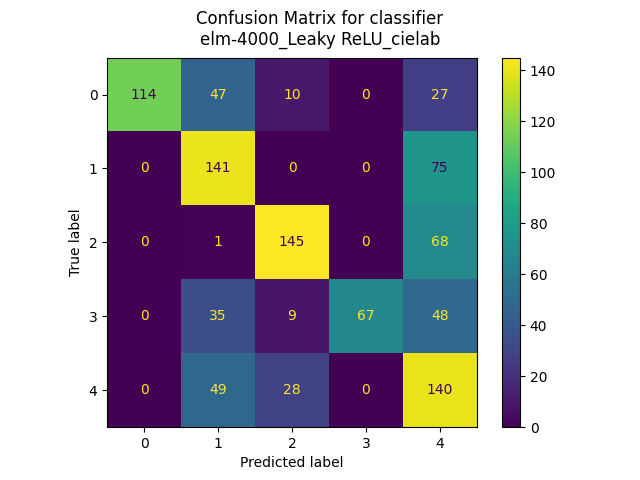 Confusion Matrix for classifier
elm-4000_Leaky ReLU_cielab
True label
0 114 47 10 0 27
1 0 141 0 0 75
2 0 1 145 0 68
3 0 35 9 67 48
4 0 49 28 0 140
0 1 2 3 4
Predicted label
140
120
100
80
60
40
20
0